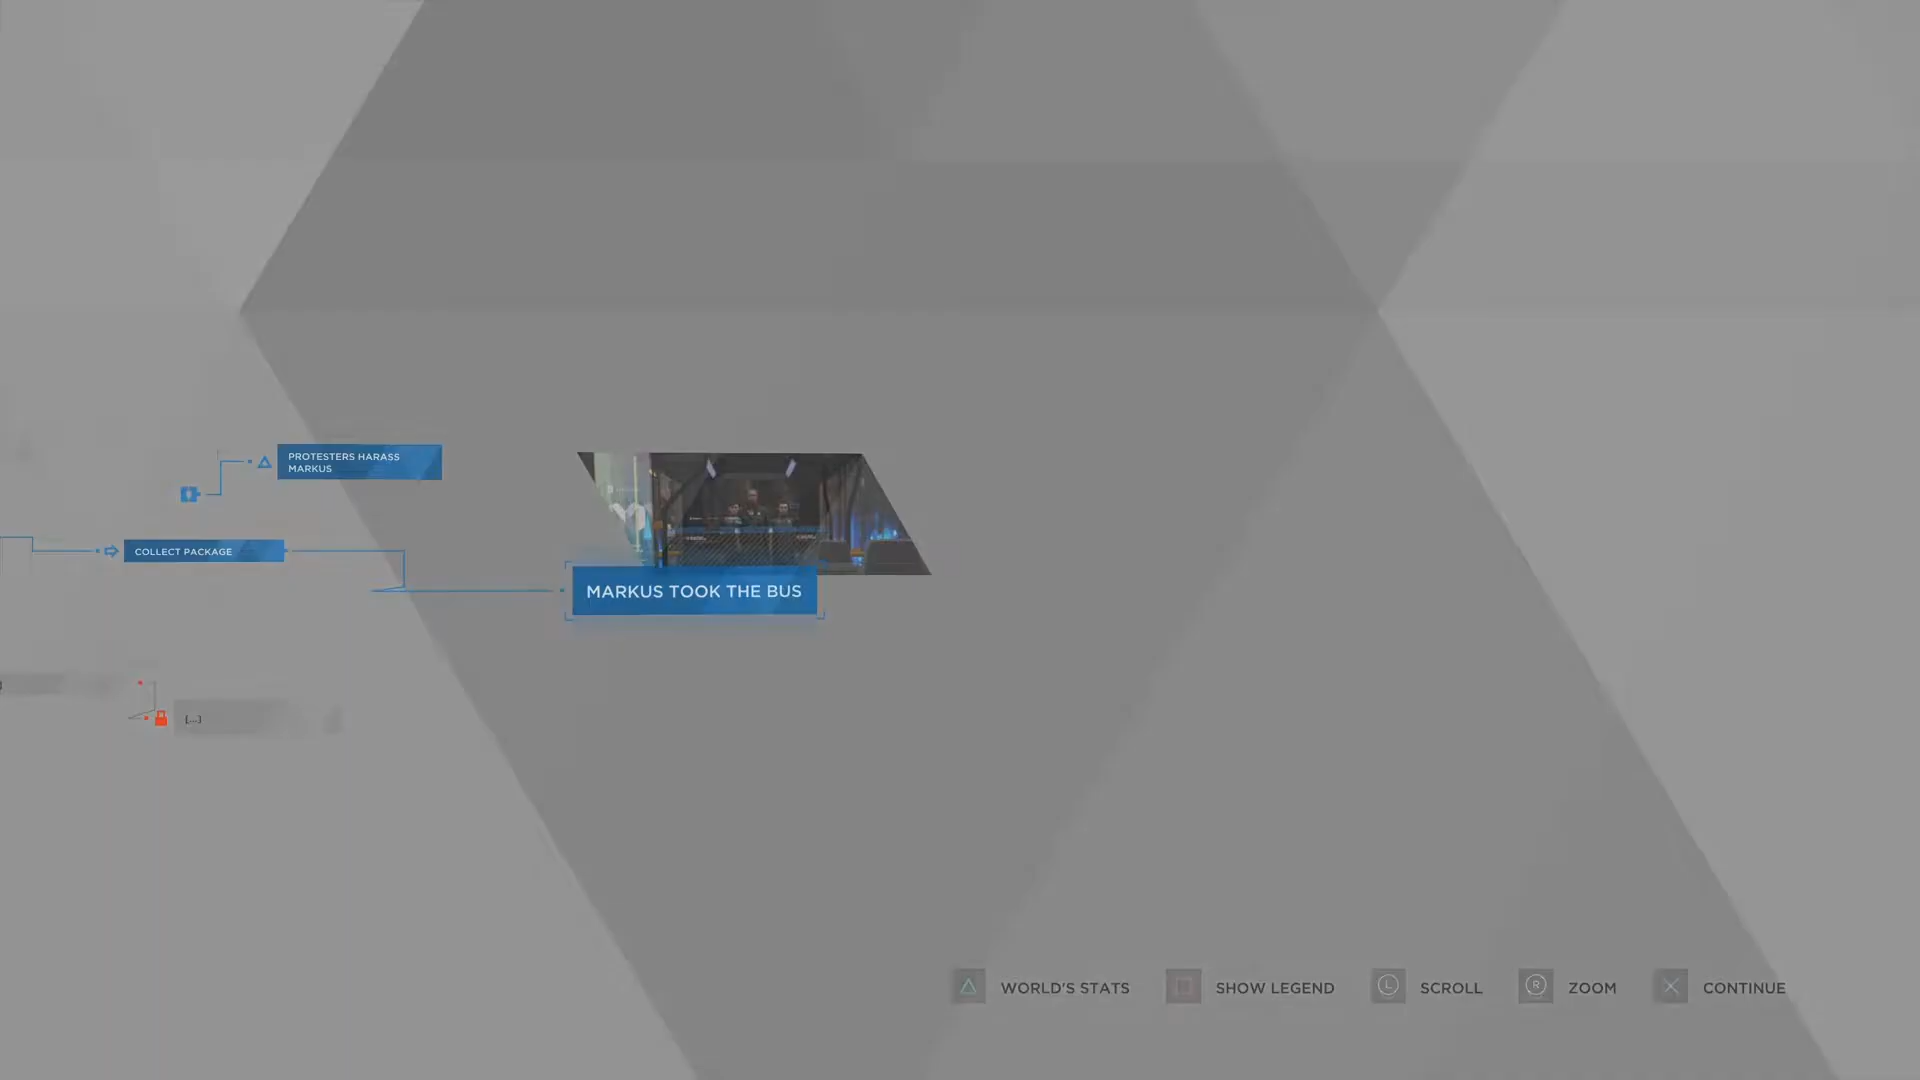 PROTESTERS HARASS
MARKUS
COLLECT PACKAGE
MARKUS TOOK THE BUS
[...]
WORLD'S STATS
SHOW LEGEND
L
SCROLL
R
ZOOM
CONTINUE